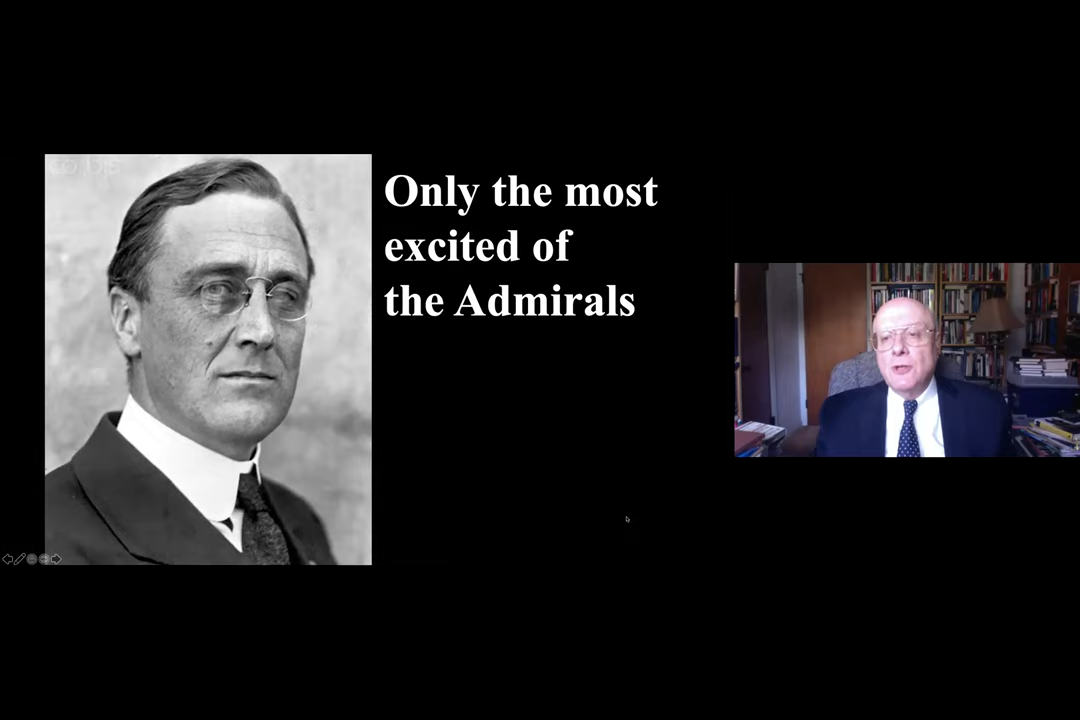 Only the most
excited of
the Admirals